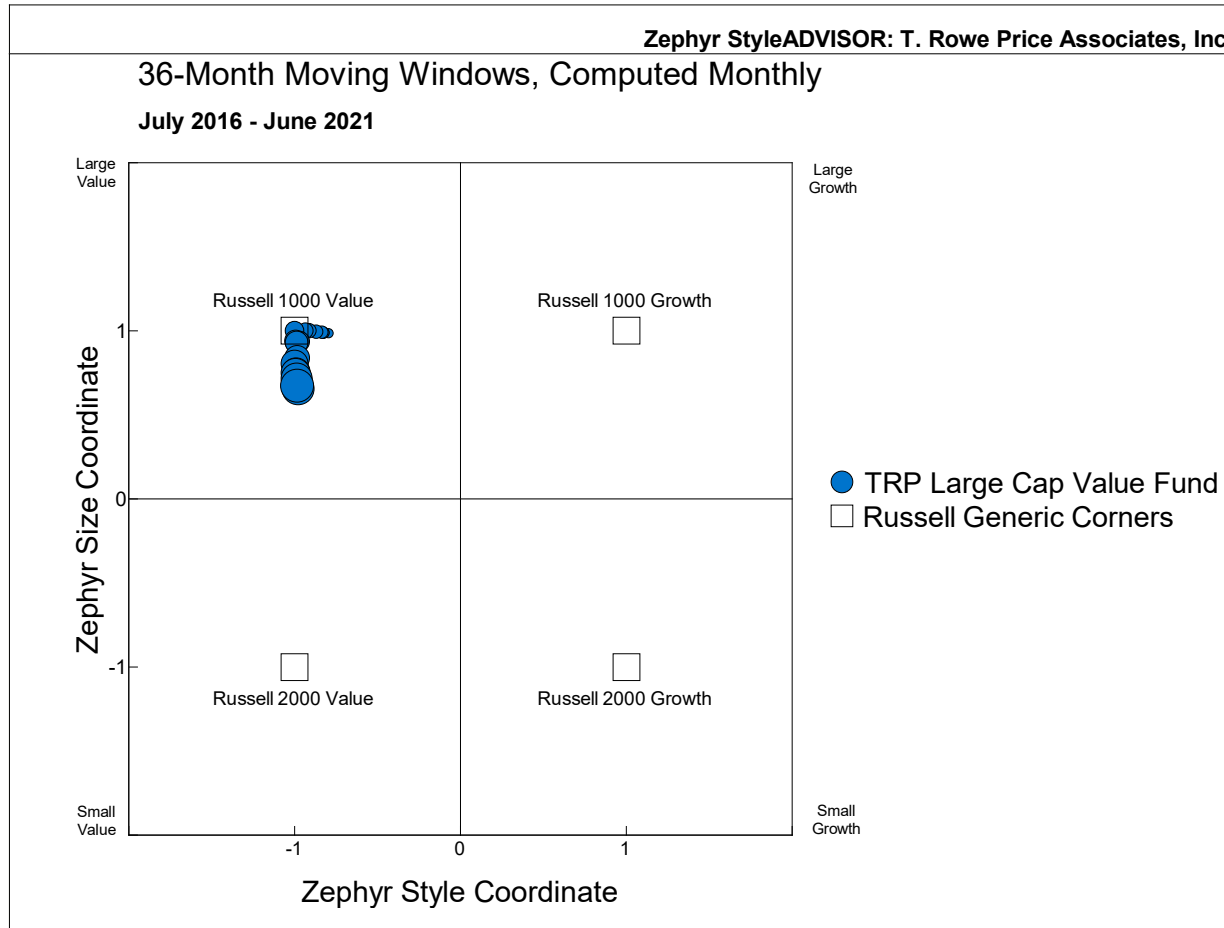 Zephyr StyleADVISOR: T. Rowe Price Associates, Inc
36-Month Moving Windows, Computed Monthly
July 2016 - June 2021
Large
Value
Large
Growth
Russell 1000 Value
Russell 1000 Growth
1
Zephyr Size Coordinate
0
TRP Large Cap Value Fund
Russell Generic Corners
-1
Russell 2000 Value
Russell 2000 Growth
Small
Value
Small
Growth
-1
0
1
Zephyr Style Coordinate